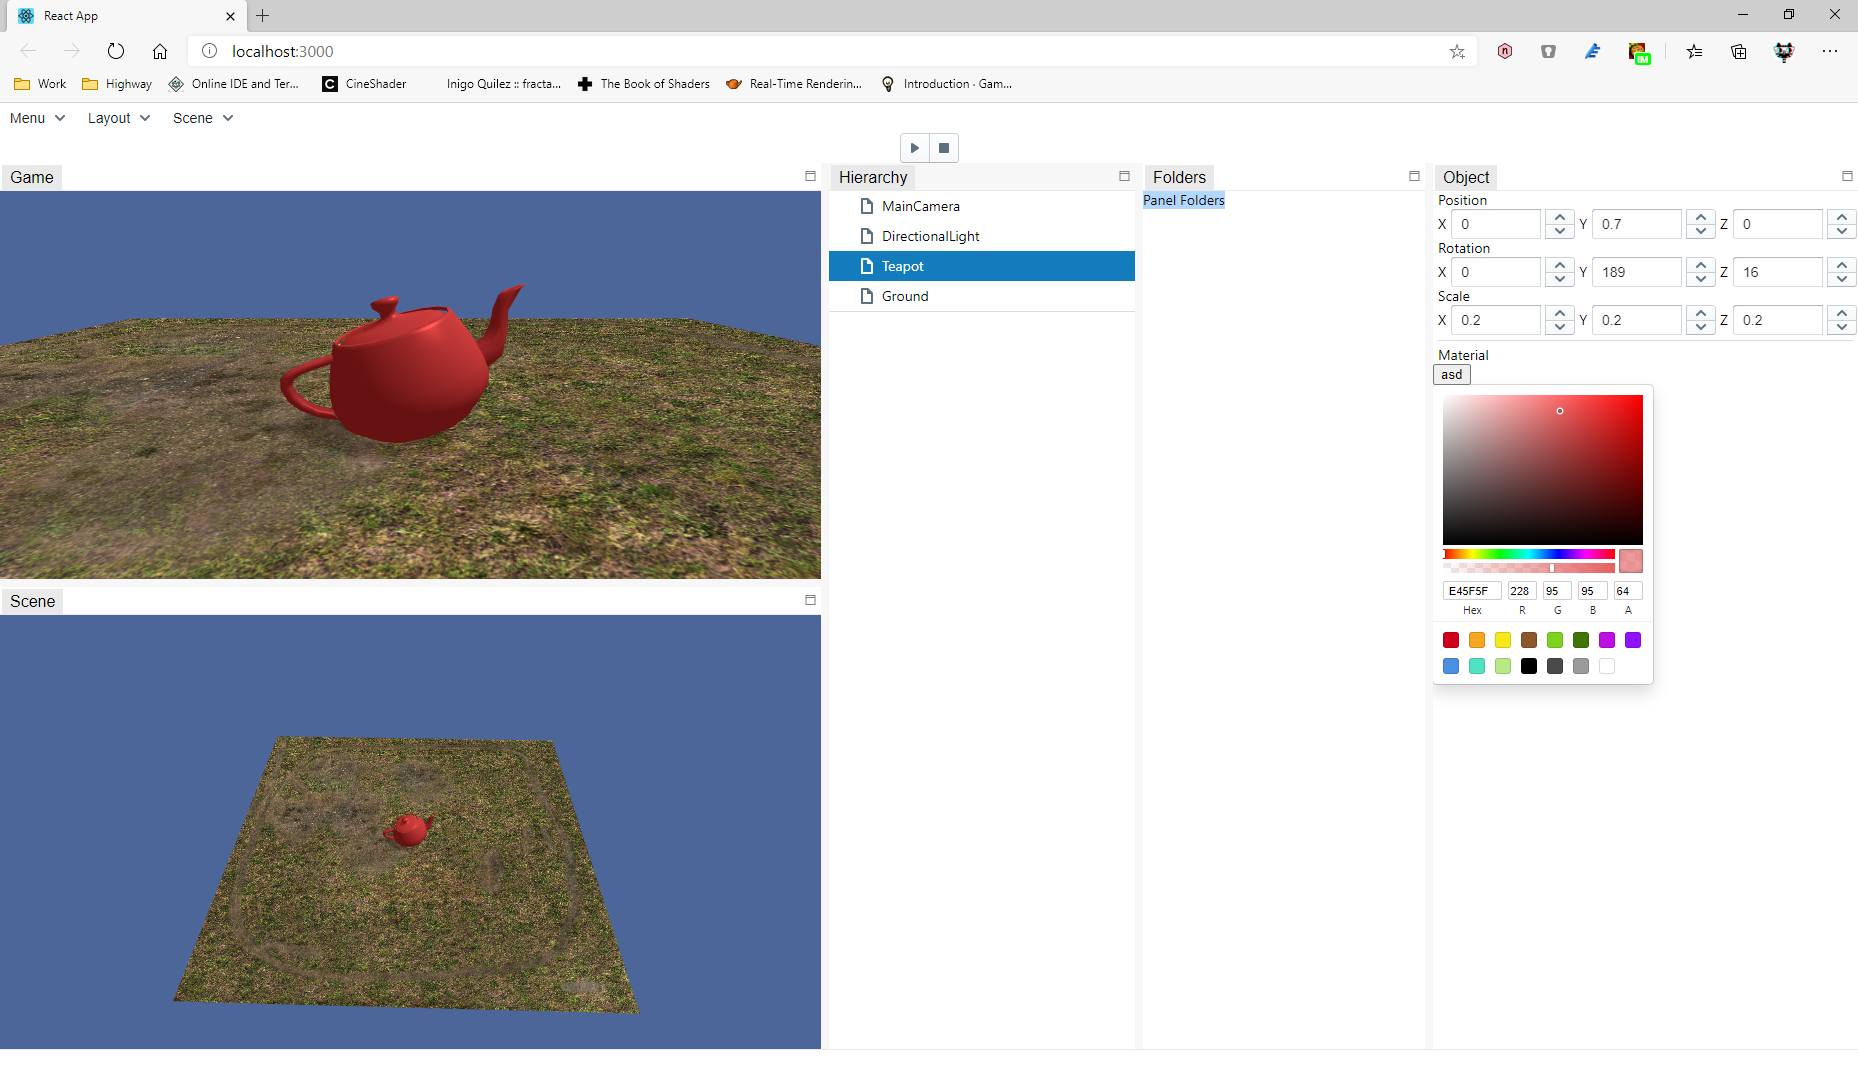 React App
localhost:3000
IM
Work Highway Online IDE and Ter... CineShader Inigo Quilez :: fracta... The Book of Shaders Real-Time Renderin... Introduction · Gam...
Menu Layout Scene
Game
Hierarchy
MainCamera
DirectionalLight
Teapot
Ground
Folders
Panel Folders
Object
Position
X 0 Y 0.7 Z 0
Rotation
X 0 Y 189 Z 16
Scale
X 0.2 Y 0.2 Z 0.2
Material
asd
E45F5F 228 95 95 64
Hex R G B A
Scene